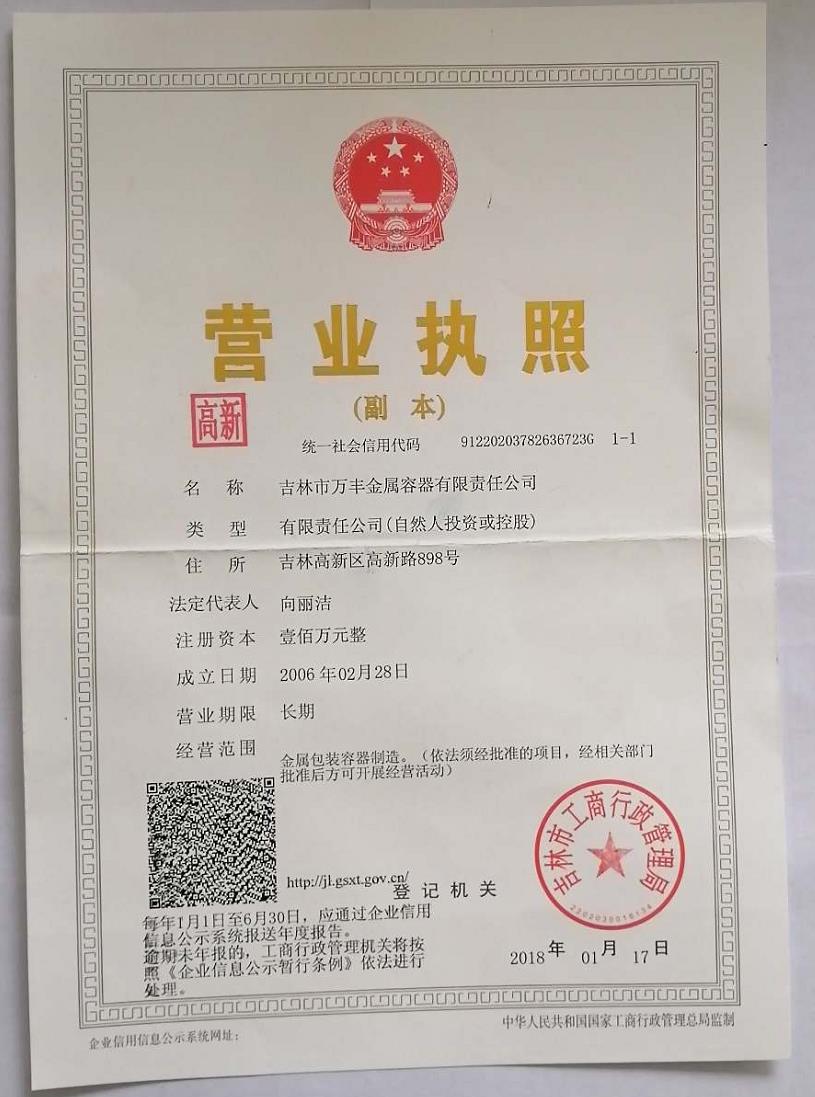 营业执照
(副 本)
高新
统一社会信用代码 91220203782636723G 1-1
名 称 吉林市万丰金属容器有限责任公司
类 型 有限责任公司(自然人投资或控股)
住 所 吉林高新区高新路898号
法定代表人 向丽洁
注册资本 壹佰万元整
成立日期 2006年02月28日
营业期限 长期
经营范围 金属包装容器制造。(依法须经批准的项目，经相关部门
批准后方可开展经营活动)
http://jl.gsxt.gov.cn/
登记机关
吉林市工商行政管理局
2202030016134
每年1月1日至6月30日，应通过企业信用
信息公示系统报送年度报告。
逾期未年报的，工商行政管理机关将按
照《企业信息公示暂行条例》依法进行
处理。
2018年 01月 17日
企业信用信息公示系统网址：
中华人民共和国国家工商行政管理总局监制